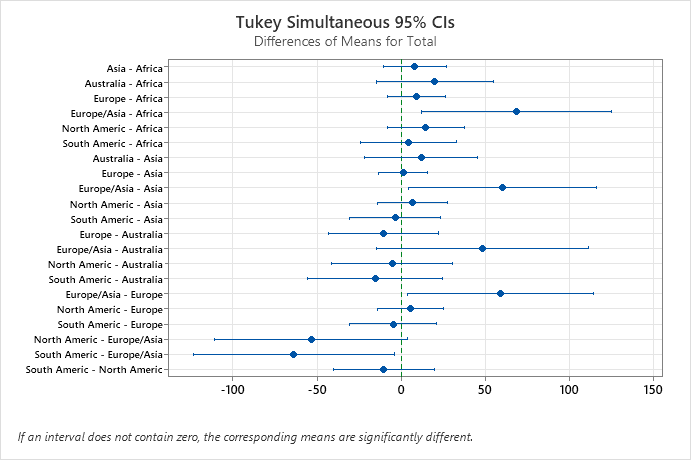 Tukey Simultaneous 95% CIs
Differences of Means for Total
Asia - Africa
Australia - Africa
Europe - Africa
Europe/Asia - Africa
North Americ - Africa
South Americ - Africa
Australia - Asia
Europe - Asia
Europe/Asia - Asia
North Americ - Asia
South Americ - Asia
Europe - Australia
Europe/Asia - Australia
North Americ - Australia
South Americ - Australia
Europe/Asia - Europe
North Americ - Europe
South Americ - Europe
North Americ - Europe/Asia
South Americ - Europe/Asia
South Americ - North Americ
-100 -50 0 50 100 150
If an interval does not contain zero, the corresponding means are significantly different.